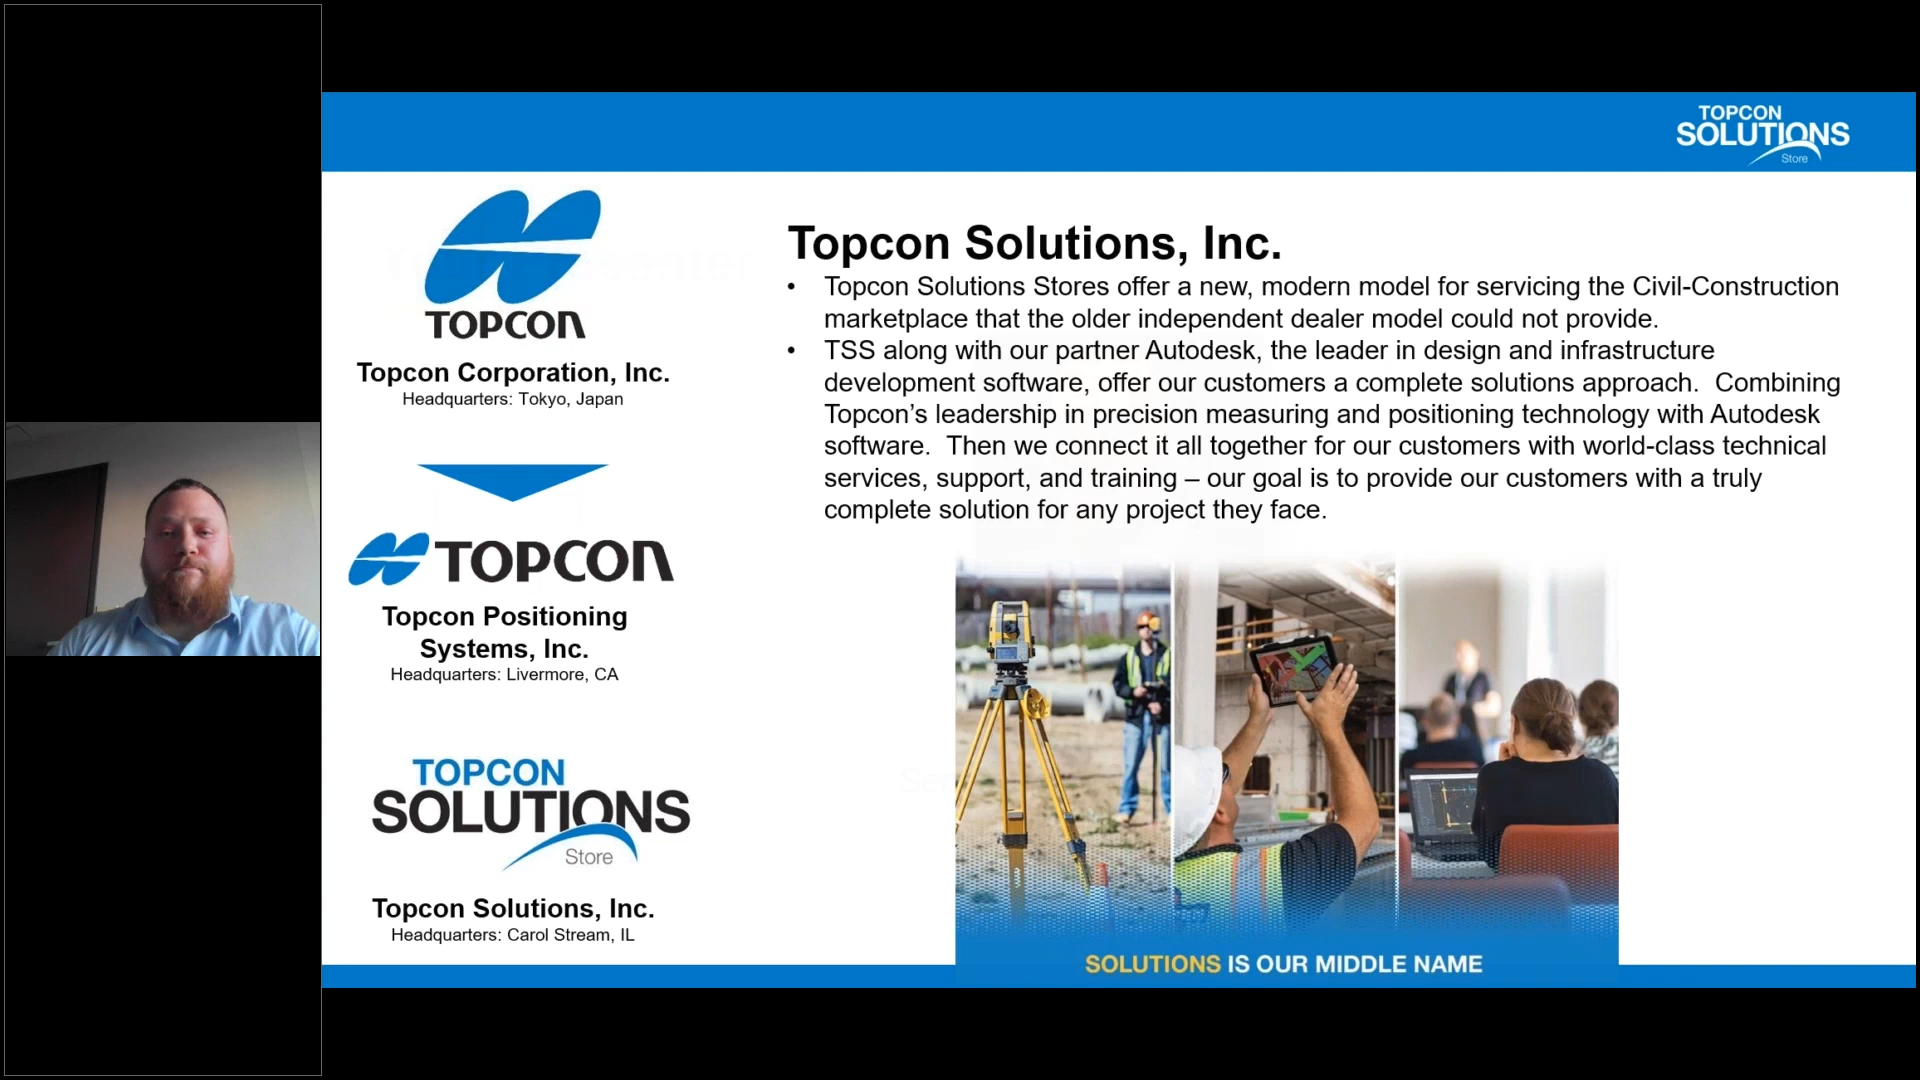 TOPCON
SOLUTIONS
Store
TOPCON
Topcon Corporation, Inc.
Headquarters: Tokyo, Japan
TOPCON
Topcon Positioning
Systems, Inc.
Headquarters: Livermore, CA
TOPCON
SOLUTIONS
Store
Topcon Solutions, Inc.
Headquarters: Carol Stream, IL
Topcon Solutions, Inc.
• Topcon Solutions Stores offer a new, modern model for servicing the Civil-Construction
marketplace that the older independent dealer model could not provide.
• TSS along with our partner Autodesk, the leader in design and infrastructure
development software, offer our customers a complete solutions approach.  Combining
Topcon’s leadership in precision measuring and positioning technology with Autodesk
software.  Then we connect it all together for our customers with world-class technical
services, support, and training – our goal is to provide our customers with a truly
complete solution for any project they face.
SOLUTIONS IS OUR MIDDLE NAME